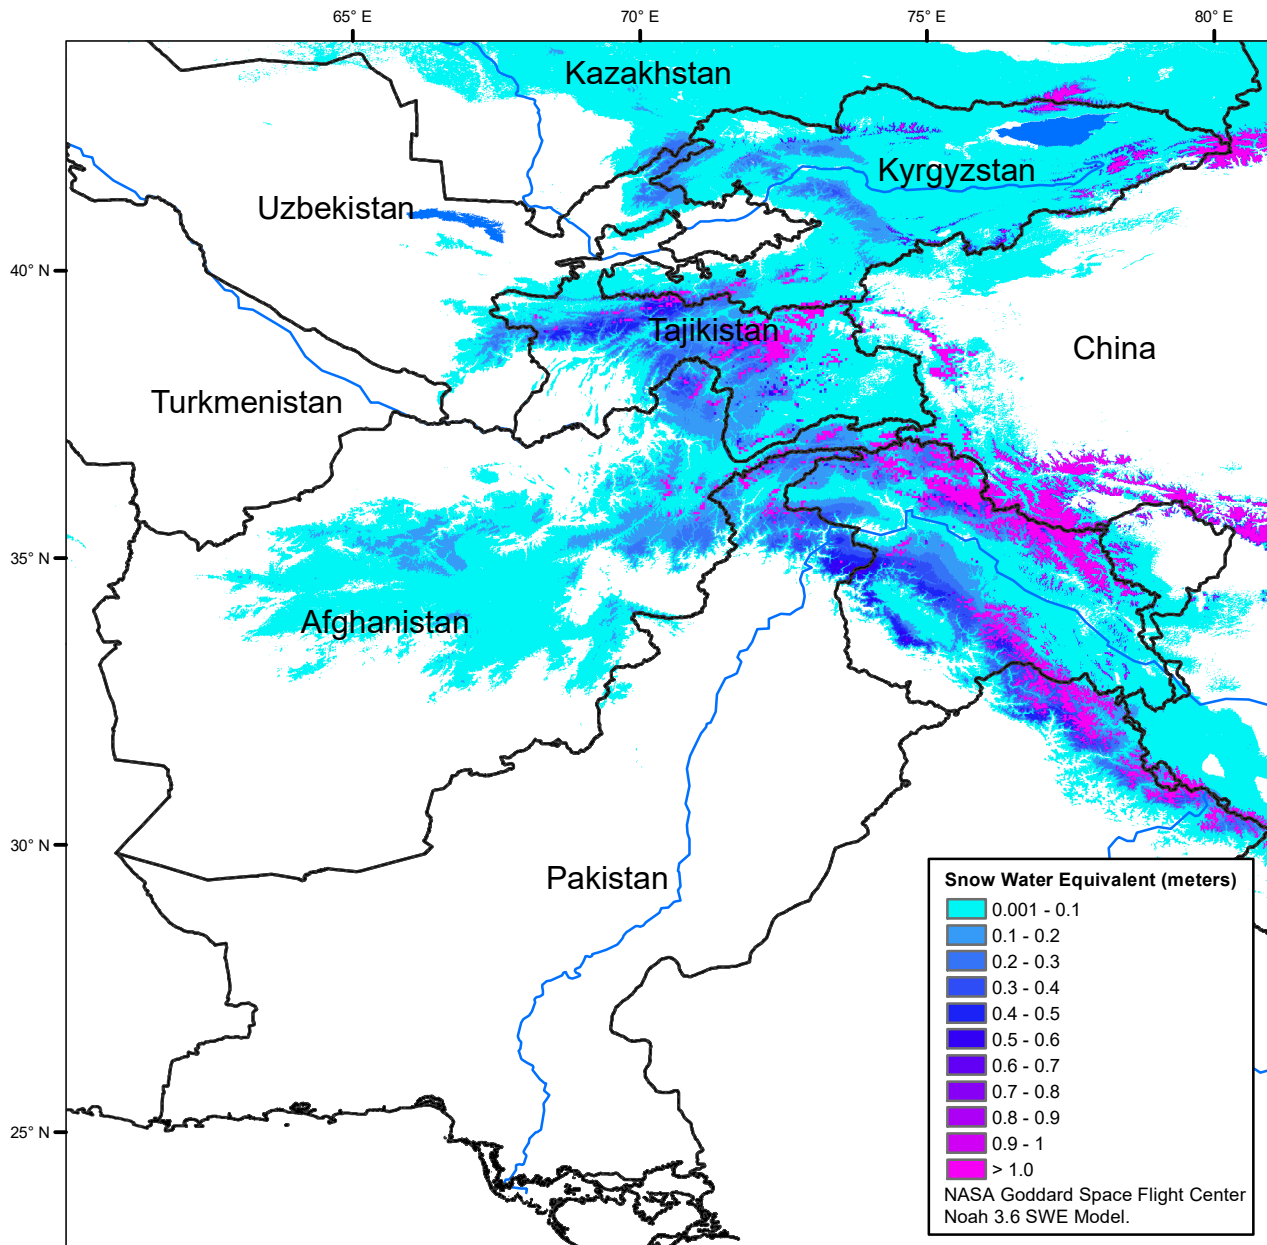 65° E
70° E
75° E
80° E
Kazakhstan
Kyrgyzstan
Uzbekistan
40° N
Tajikistan
China
Turkmenistan
35° N
Afghanistan
30° N
Pakistan
25° N
Snow Water Equivalent (meters)
0.001 - 0.1
0.1 - 0.2
0.2 - 0.3
0.3 - 0.4
0.4 - 0.5
0.5 - 0.6
0.6 - 0.7
0.7 - 0.8
0.8 - 0.9
0.9 - 1
> 1.0
NASA Goddard Space Flight Center
Noah 3.6 SWE Model.